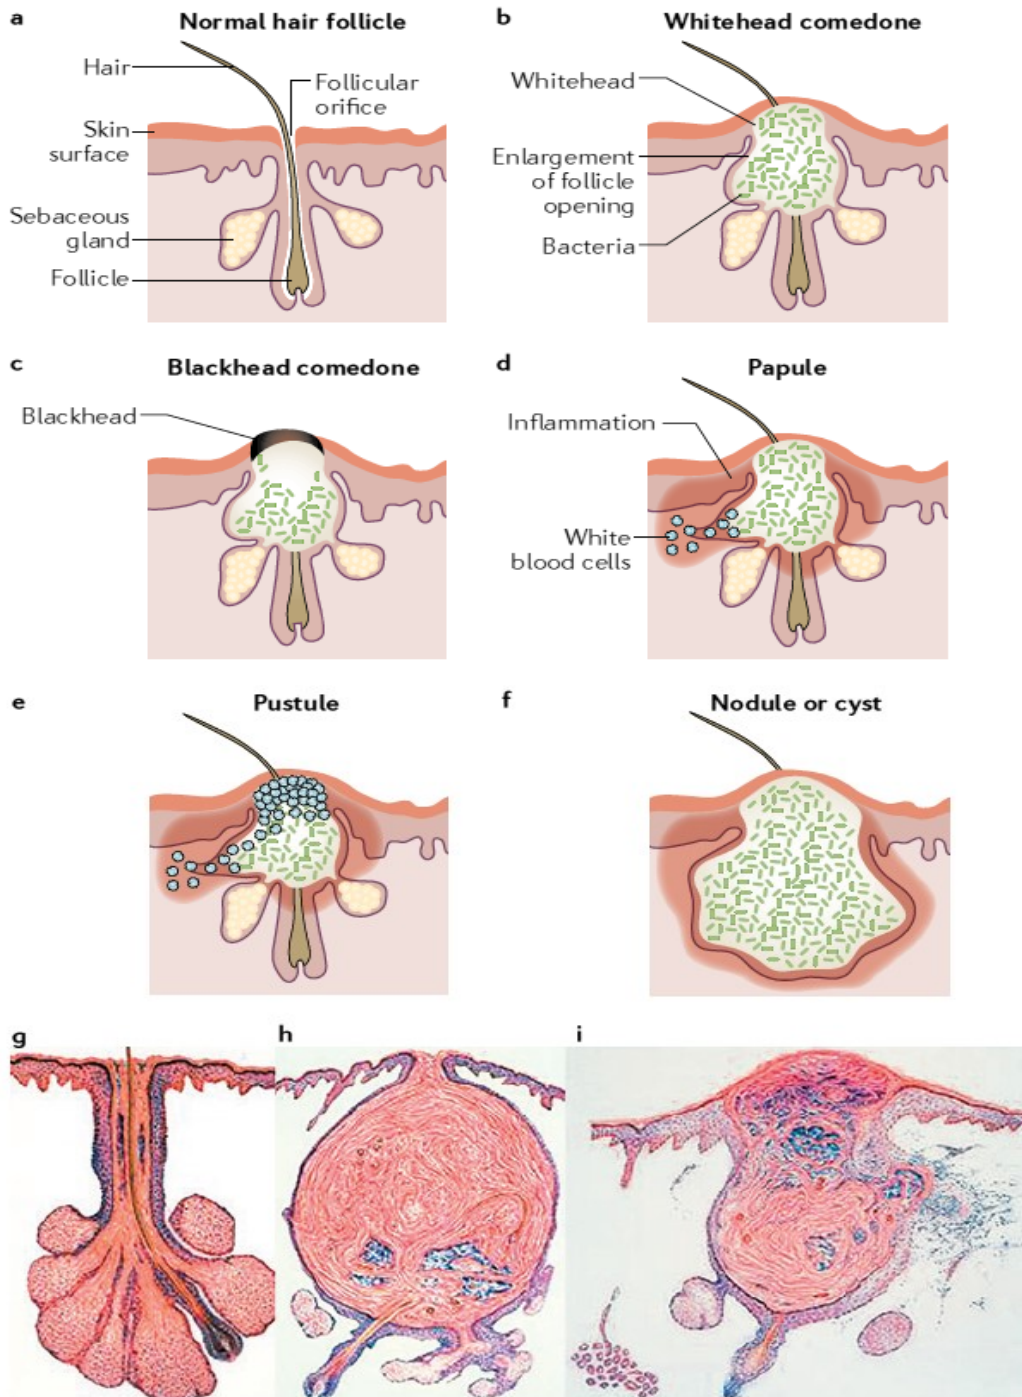 a
Normal hair follicle
Hair
Follicular
orifice
Skin
surface
Sebaceous
gland
Follicle
b
Whitehead comedone
Whitehead
Enlargement
of follicle
opening
Bacteria
c
Blackhead comedone
Blackhead
d
Papule
Inflammation
White
blood cells
e
Pustule
f
Nodule or cyst
g
h
i